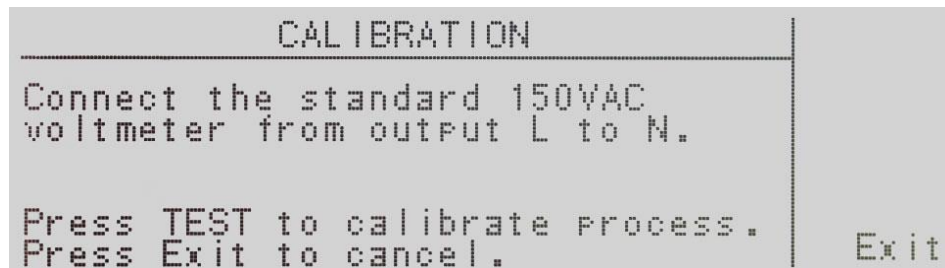 CALIBRATION
Connect the standard 150VAC
voltmeter from output L to N.
Press TEST to calibrate process.
Press Exit to cancel.
Exit